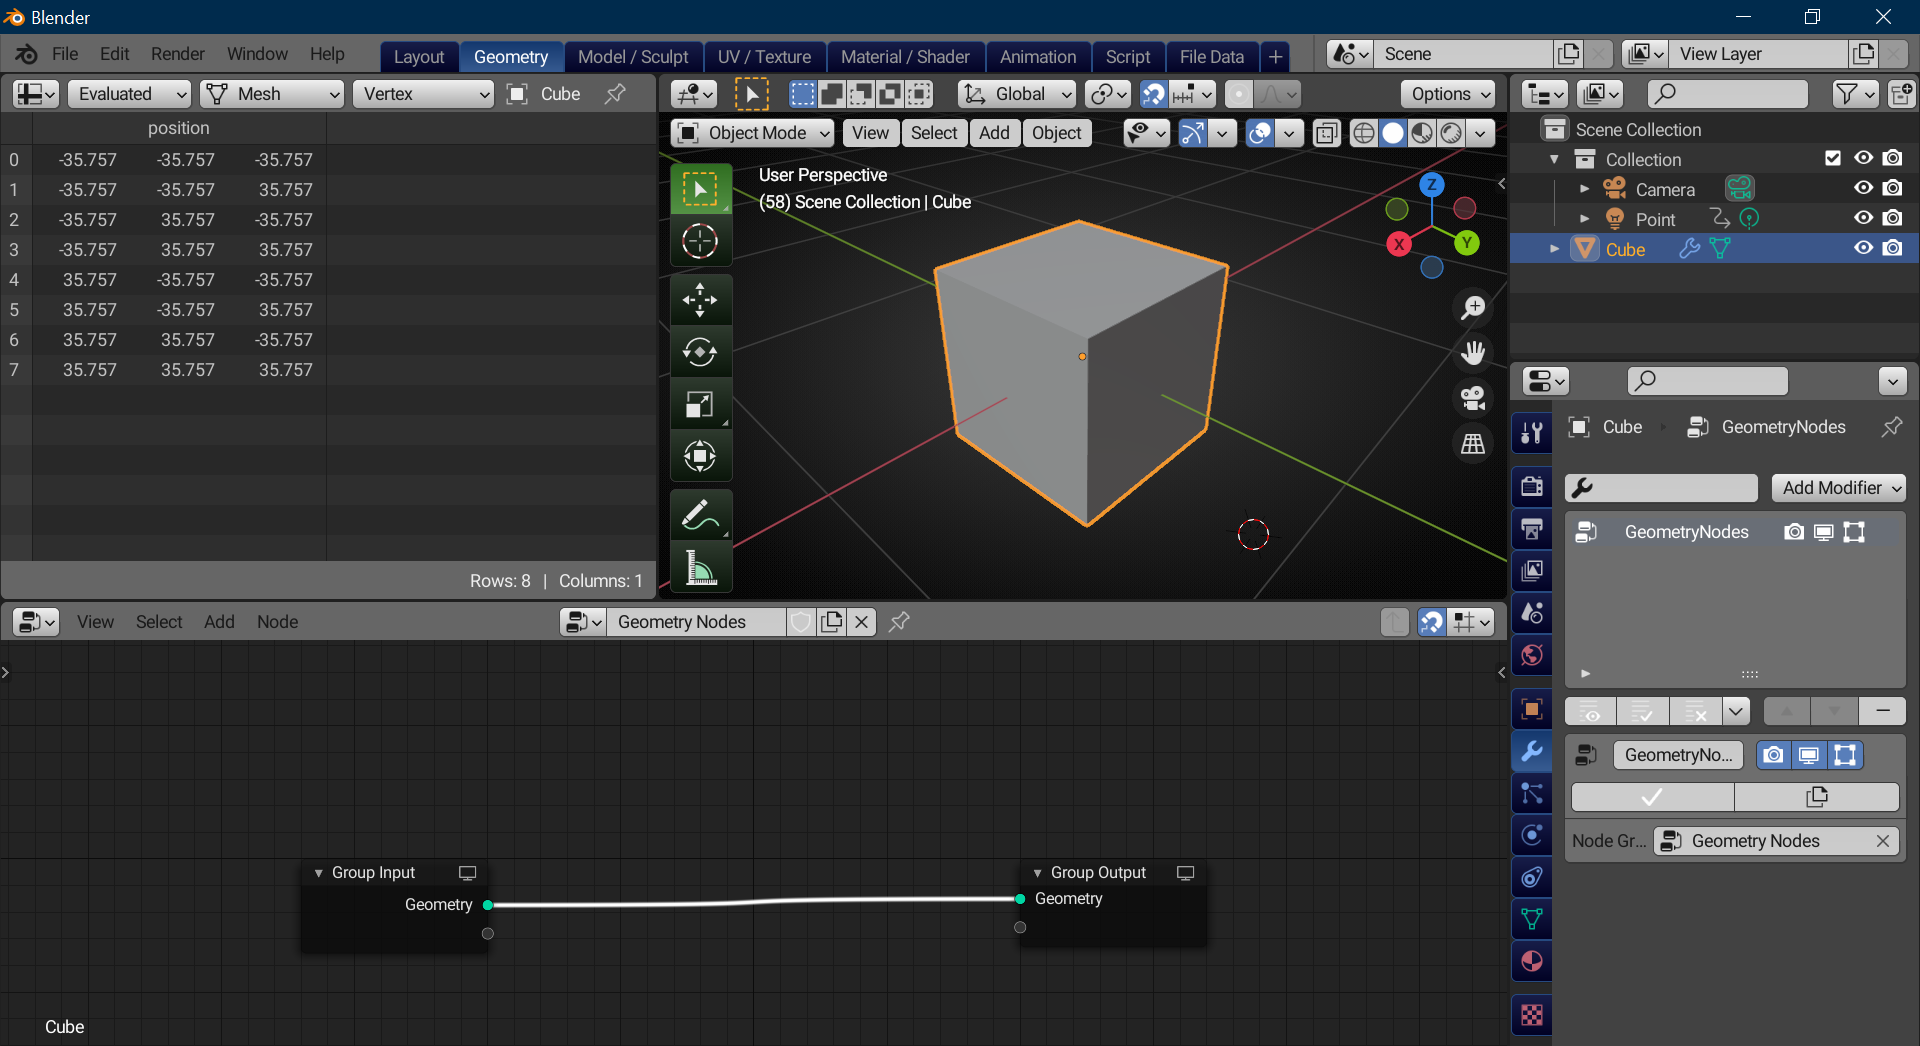 Blender
File Edit Render Window Help Layout Geometry Model / Sculpt UV / Texture Material / Shader Animation Script File Data + Scene View Layer
Evaluated Mesh Vertex Cube
position
0 -35.757 -35.757 -35.757
1 -35.757 -35.757 35.757
2 -35.757 35.757 -35.757
3 -35.757 35.757 35.757
4 35.757 -35.757 -35.757
5 35.757 -35.757 35.757
6 35.757 35.757 -35.757
7 35.757 35.757 35.757
Rows: 8 | Columns: 1
Global Options
Object Mode View Select Add Object
User Perspective
(58) Scene Collection | Cube
Z
X
Y
Scene Collection
Collection
Camera
Point
Cube
Cube GeometryNodes
Add Modifier
GeometryNodes
GeometryNo...
Node Gr... Geometry Nodes
View Select Add Node Geometry Nodes
Group Input
Geometry
Group Output
Geometry
Cube